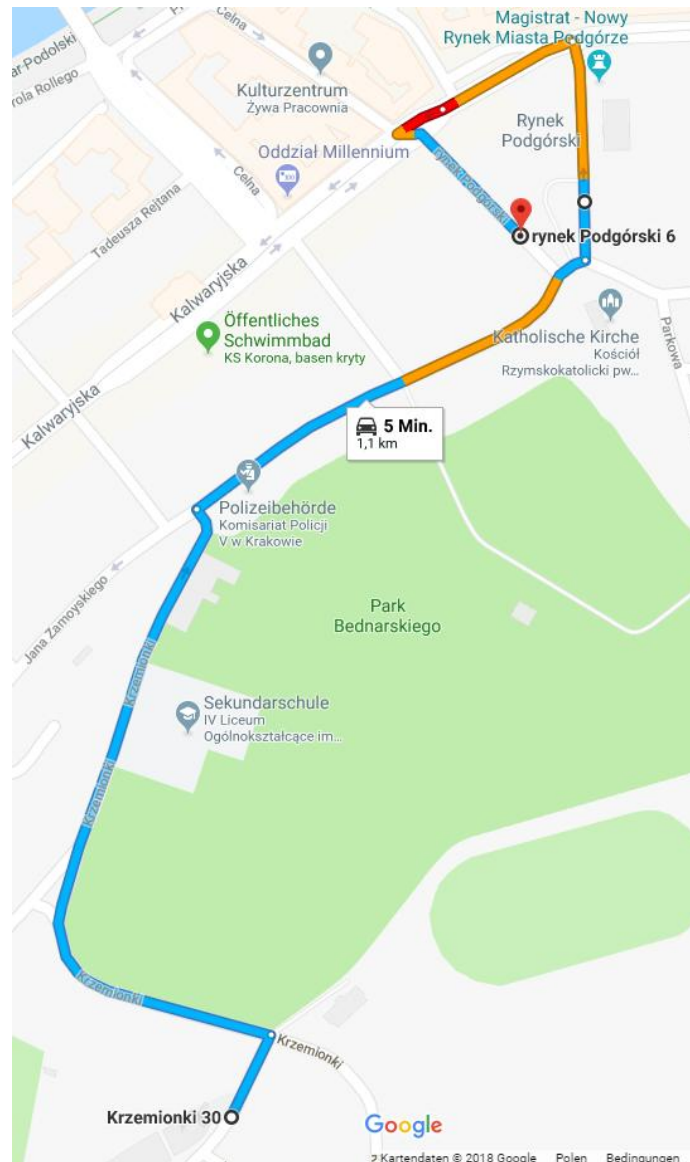 Magistrat - Nowy
Rynek Miasta Podgórze
ar-Podolski
rola Rollego
Celna
Kulturzentrum
Żywa Pracownia
Rynek
Podgórski
Oddział Millennium
Celna
rynek Podgórski
Tadeusza Rejtana
rynek Podgórski 6
Kalwaryjska
Öffentliches
Schwimmbad
KS Korona, basen kryty
Katholische Kirche
Kościół
Rzymskokatolicki pw...
Parkowa
Kalwaryjska
5 Min.
1,1 km
Polizeibehörde
Komisariat Policji
V w Krakowie
Jana Zamoyskiego
Park
Bednarskiego
Krzemionki
Sekundarschule
IV Liceum
Ogólnokształcące im...
Krzemionki
Krzemionki
Krzemionki
Krzemionki 30
Google
Kartendaten © 2018 Google Polen Bedingungen